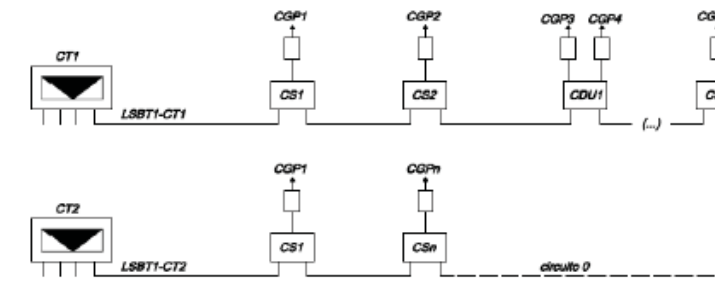 CGP1 CGP2 CGP3 CGP4
CT1
CS1 CS2 CDU1
LSBT1-CT1
(...)
CGP1 CGPn
CT2
CS1 CSn
LSBT1-CT2 circuito 0